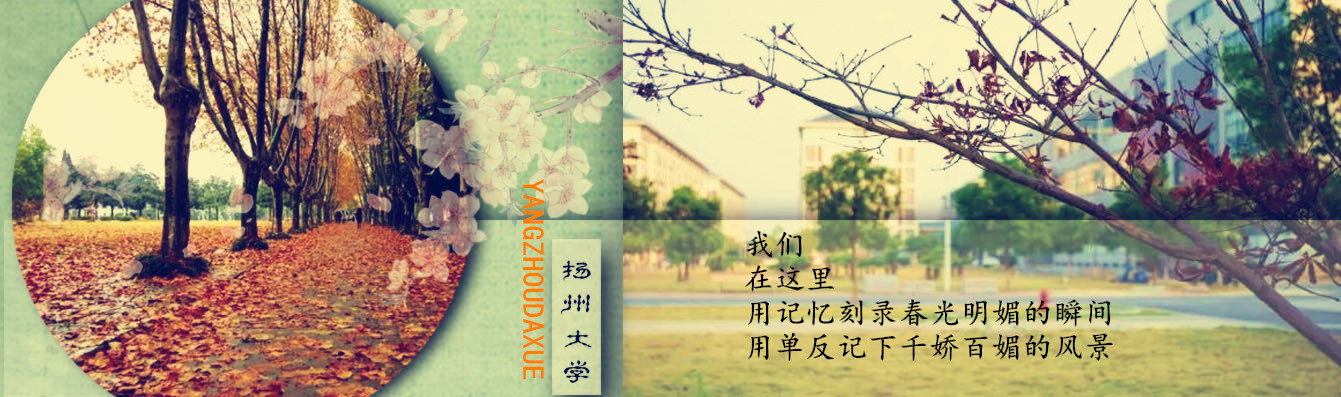 YANGZHOUDAXUE
扬州大学
我们
在这里
用记忆刻录春光明媚的瞬间
用单反记下千娇百媚的风景